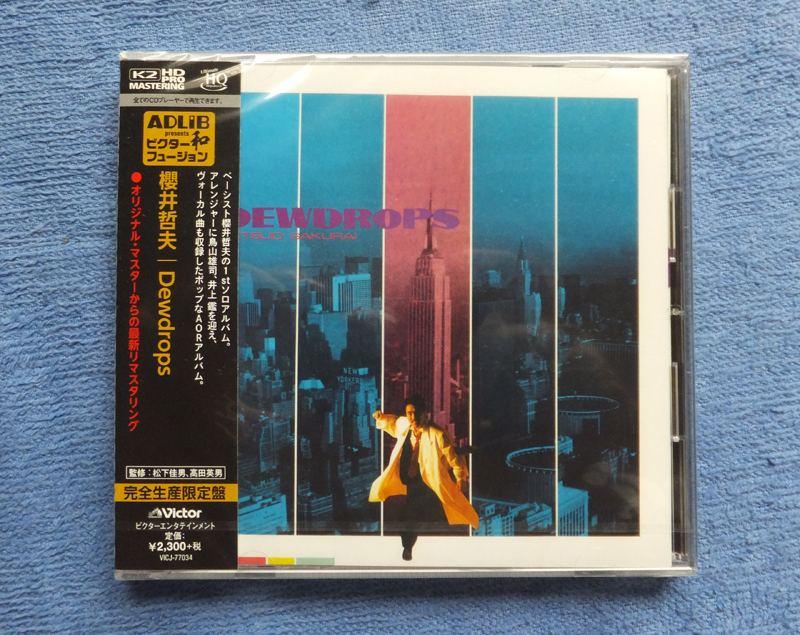 K2 HD
PRO
MASTERING
HQ
全てのCDプレーヤーで再生できます。
ADLiB
presents
ビクター和
フュージョン
ベーシスト櫻井哲夫の1stソロアルバム。
アレンジャーに鳥山雄司、井上 鑑を迎え、
ヴォーカル曲も収録したポップなAORアルバム。
櫻井哲夫｜Dewdrops
●オリジナル・マスターからの最新リマスタリング
監修：松下佳男、高田英男
完全生産限定盤
Victor
ビクターエンタテインメント
定価:
¥2,300+税
VICJ-77034
DEWDROPS
TSUO SAKURAI
NEW
YORKER